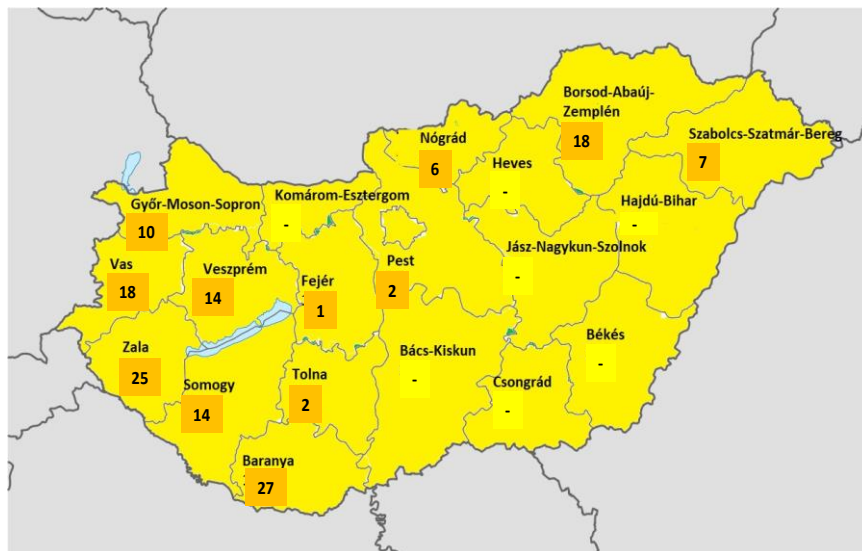 Borsod-Abaúj-
Zemplén
18
Szabolcs-Szatmár-Bereg
7
Nógrád
6
Heves
-
Hajdú-Bihar
-
Győr-Moson-Sopron
10
Komárom-Esztergom
-
Jász-Nagykun-Szolnok
-
Vas
18
Veszprém
14
Fejér
1
Pest
2
Zala
25
Somogy
14
Tolna
2
Bács-Kiskun
-
Csongrád
-
Békés
-
Baranya
27